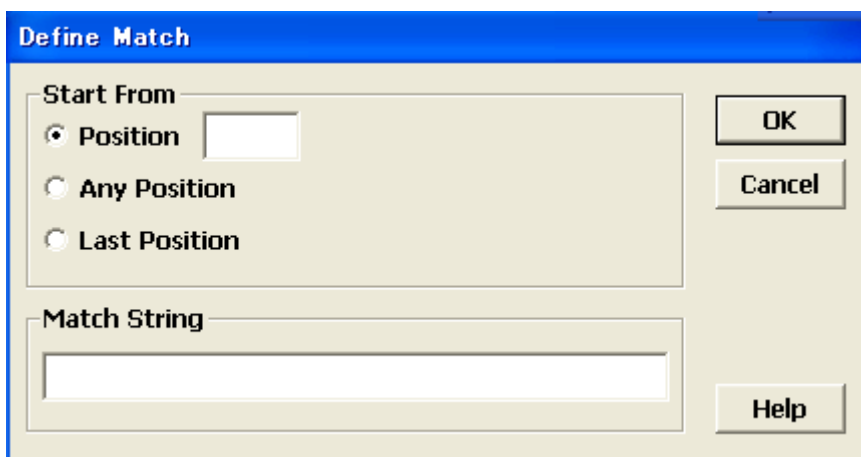 Define Match
Start From
Position
Any Position
Last Position
Match String
OK
Cancel
Help